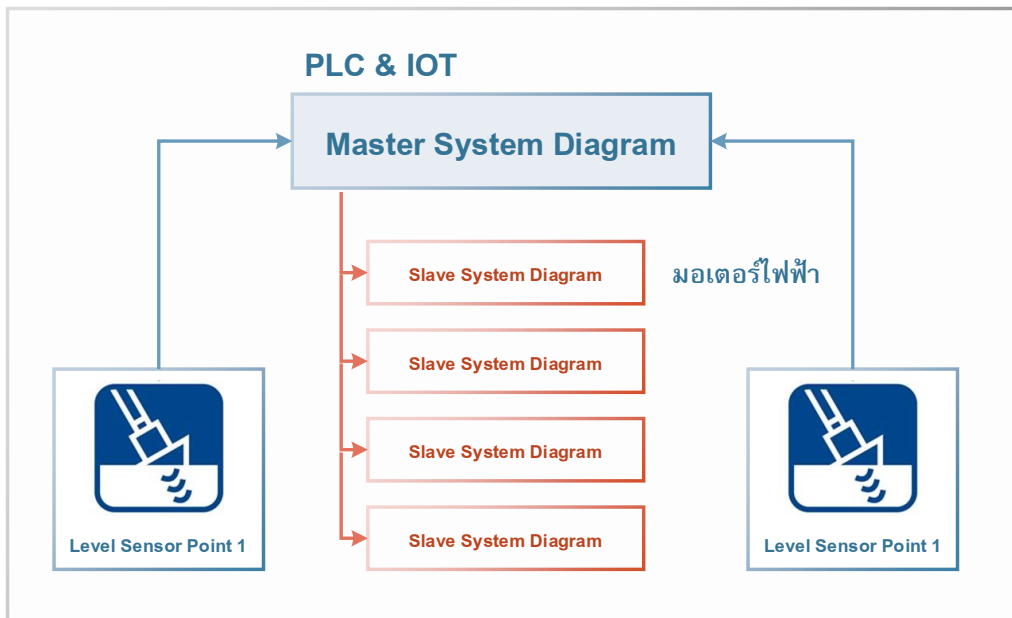 PLC & IOT
Master System Diagram
Slave System Diagram
มอเตอร์ไฟฟ้า
Slave System Diagram
Slave System Diagram
Slave System Diagram
Level Sensor Point 1
Level Sensor Point 1